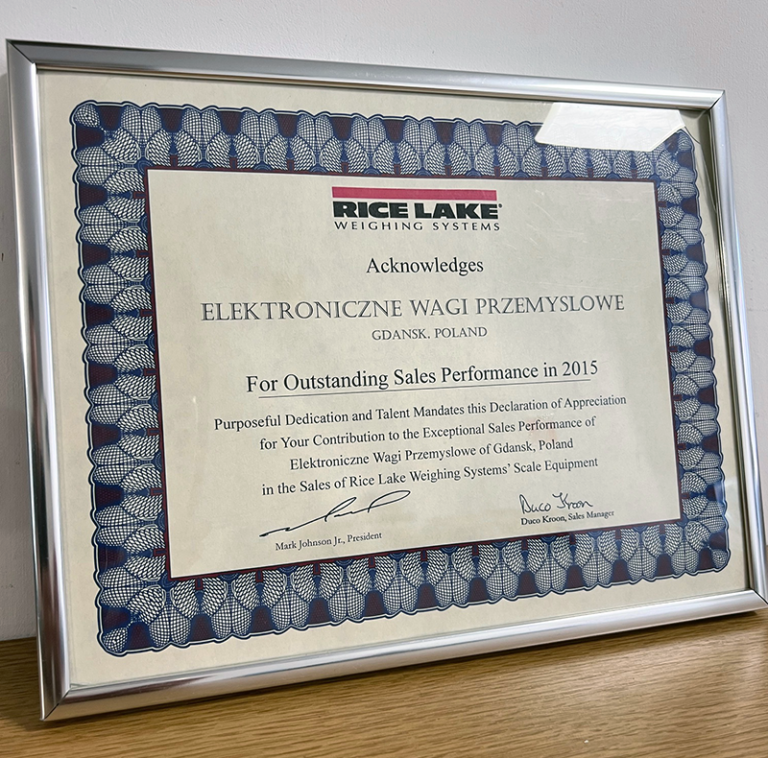 RICE LAKE®
WEIGHING SYSTEMS
Acknowledges
ELEKTRONICZNE WAGI PRZEMYSLOWE
GDANSK, POLAND
For Outstanding Sales Performance in 2015
Purposeful Dedication and Talent Mandates this Declaration of Appreciation
for Your Contribution to the Exceptional Sales Performance of
Elektroniczne Wagi Przemyslowe of Gdansk, Poland
in the Sales of Rice Lake Weighing Systems' Scale Equipment
Duco Kroon
Mark Johnson Jr., President
Duco Kroon, Sales Manager